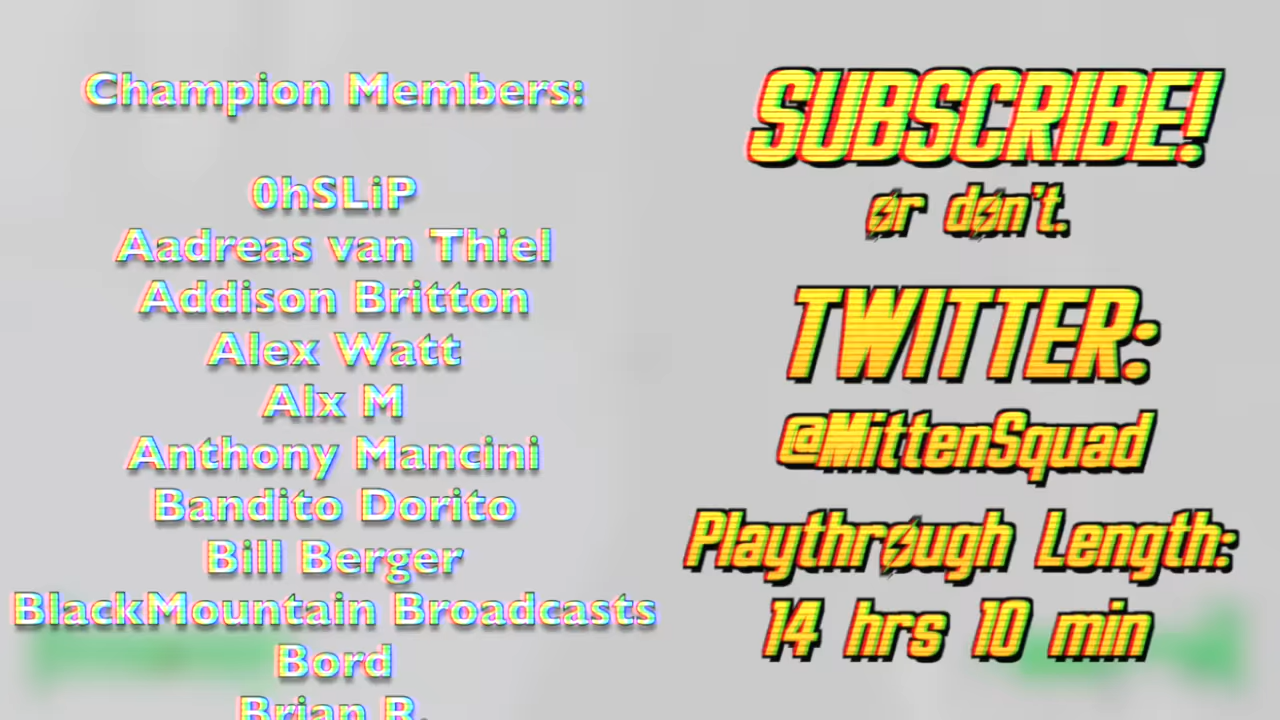 Champion Members:
0hSLiP
Aadreas van Thiel
Addison Britton
Alex Watt
Alx M
Anthony Mancini
Bandito Dorito
Bill Berger
BlackMountain Broadcasts
Bord
Brian R.
SUBSCRIBE!
or don't.
TWITTER:
@MittenSquad
Playthrough Length:
14 hrs 10 min